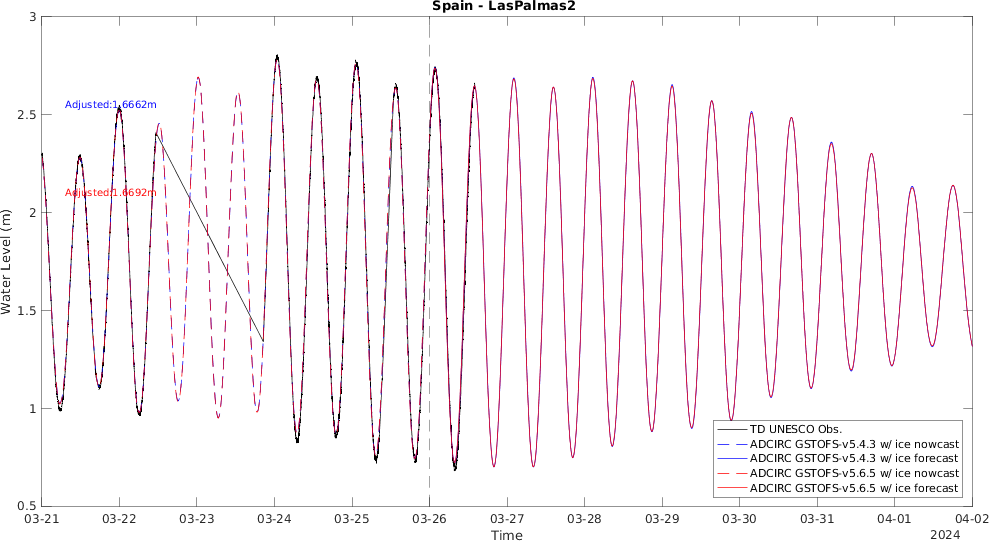 Spain - LasPalmas2
3
2.5
2
1.5
1
0.5
Water Level (m)
Adjusted:1.6662m
Adjusted:1.6692m
TD UNESCO Obs.
ADCIRC GSTOFS-v5.4.3 w/ ice nowcast
ADCIRC GSTOFS-v5.4.3 w/ ice forecast
ADCIRC GSTOFS-v5.6.5 w/ ice nowcast
ADCIRC GSTOFS-v5.6.5 w/ ice forecast
03-21 03-22 03-23 03-24 03-25 03-26 03-27 03-28 03-29 03-30 03-31 04-01 04-02
Time
2024